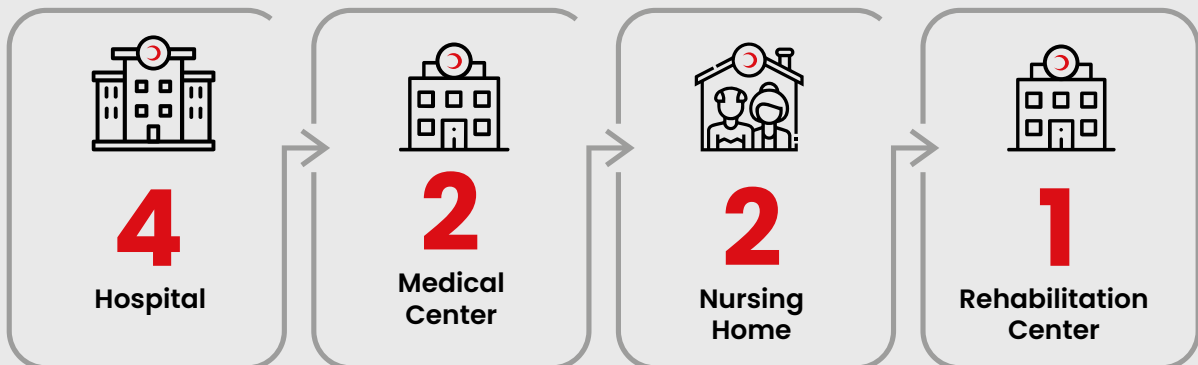 4
Hospital
2
Medical
Center
2
Nursing
Home
1
Rehabilitation
Center